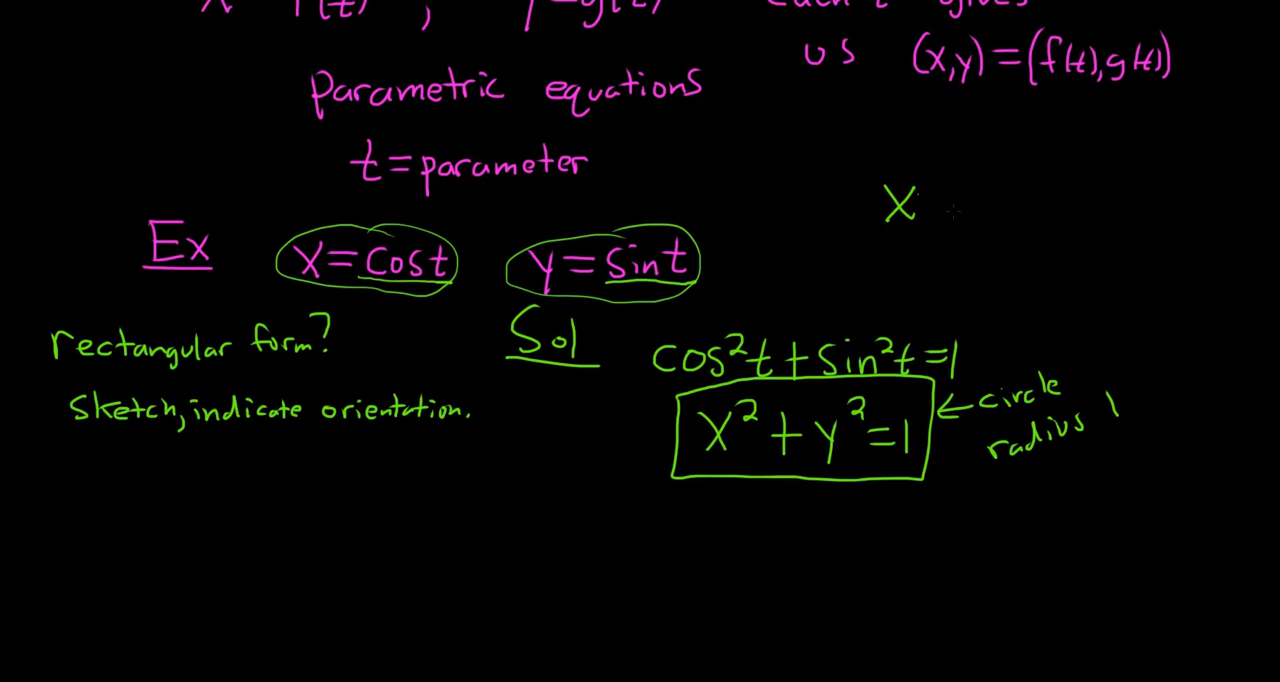 us (x,y)=(f(t),g(t))
parametric equations
t=parameter
X
Ex x=cost y=sint
rectangular form? Sol cos²t+sin²t=1
sketch, indicate orientation. x²+y²=1 ← circle radius 1